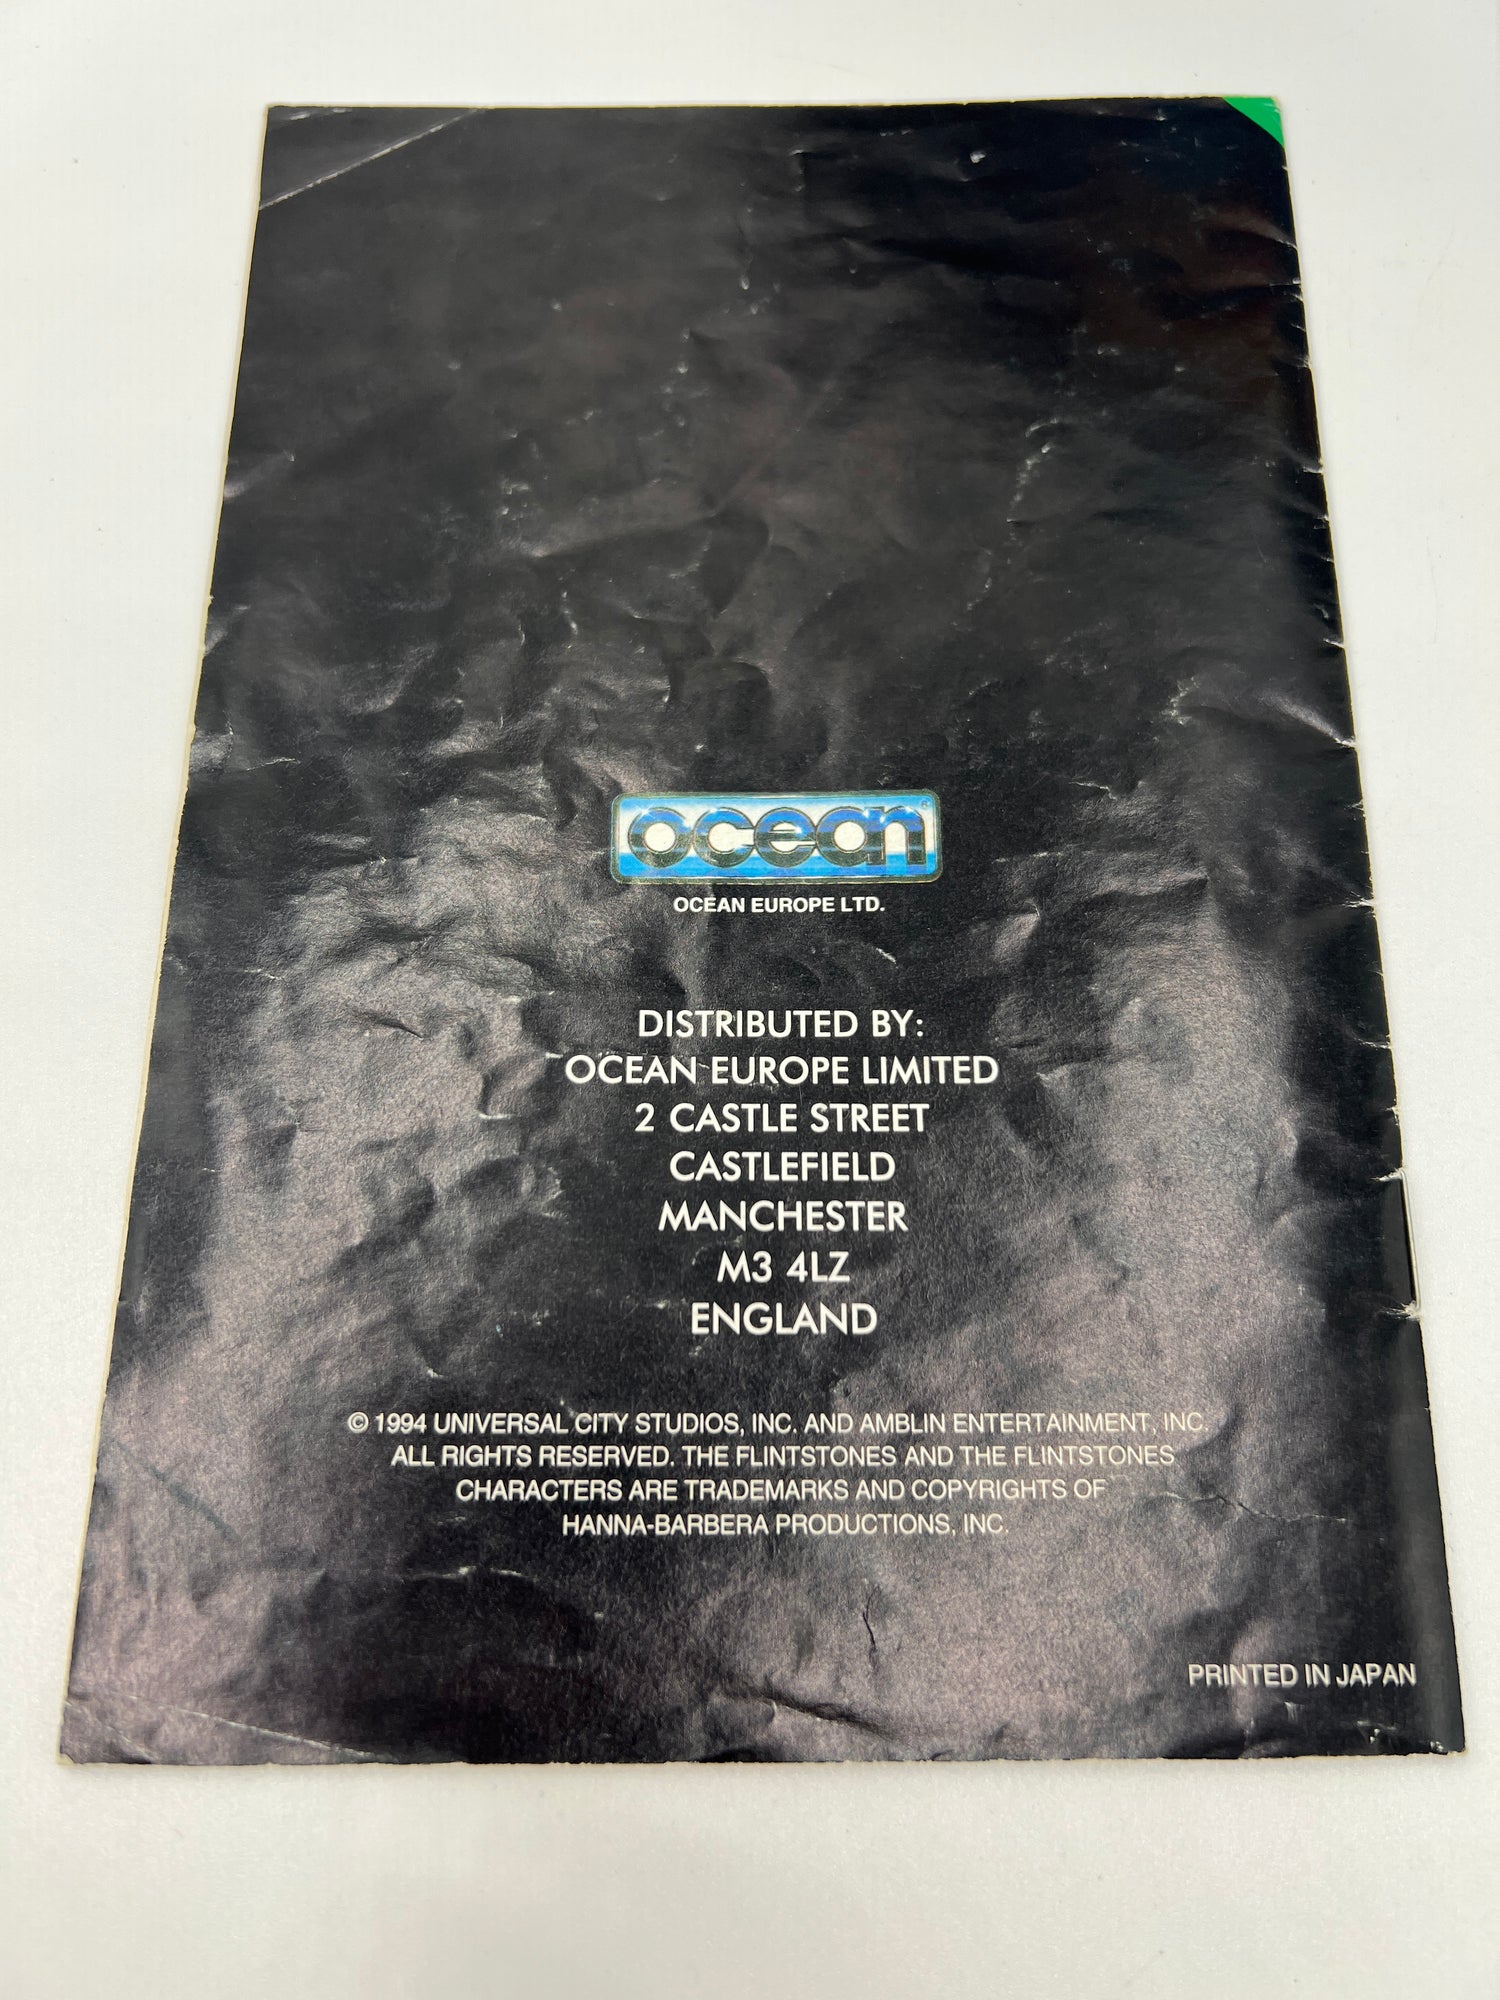 ocean®
OCEAN EUROPE LTD.
DISTRIBUTED BY:
OCEAN EUROPE LIMITED
2 CASTLE STREET
CASTLEFIELD
MANCHESTER
M3 4LZ
ENGLAND
© 1994 UNIVERSAL CITY STUDIOS, INC. AND AMBLIN ENTERTAINMENT, INC.
ALL RIGHTS RESERVED. THE FLINTSTONES AND THE FLINTSTONES
CHARACTERS ARE TRADEMARKS AND COPYRIGHTS OF
HANNA-BARBERA PRODUCTIONS, INC.
PRINTED IN JAPAN